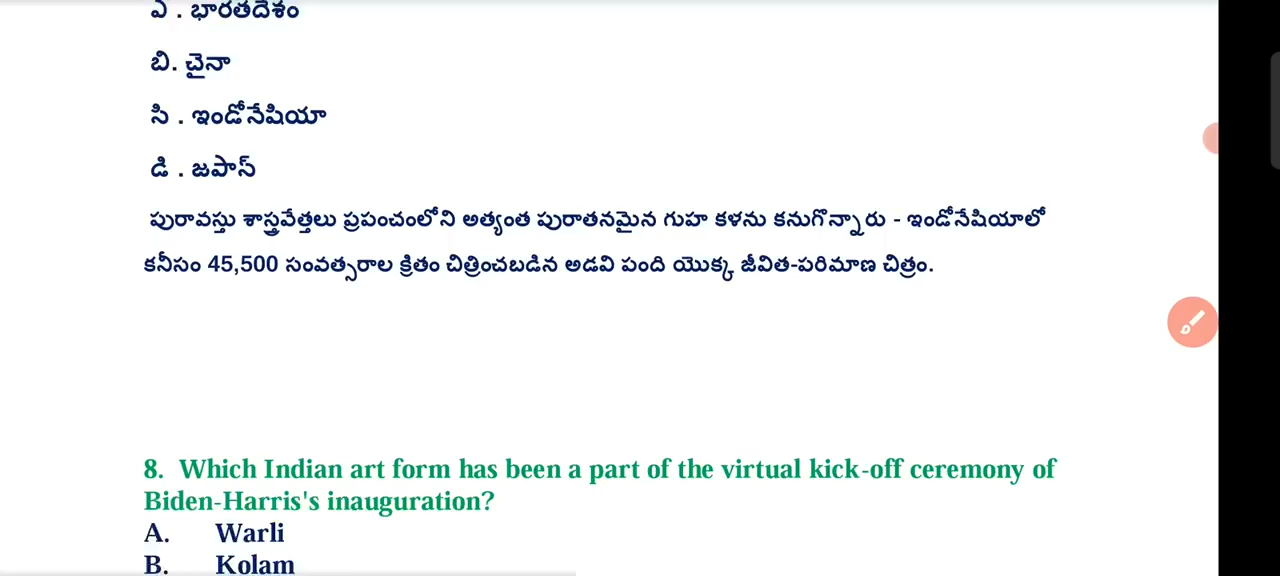 ఎ . భారతదేశం
బి. చైనా
సి . ఇండోనేషియా
డి . జపాన్
పురావస్తు శాస్త్రవేత్తలు ప్రపంచంలోని అత్యంత పురాతనమైన గుహ కళను కనుగొన్నారు - ఇండోనేషియాలో
కనీసం 45,500 సంవత్సరాల క్రితం చిత్రించబడిన అడవి పంది యొక్క జీవిత-పరిమాణ చిత్రం.
8. Which Indian art form has been a part of the virtual kick-off ceremony of
Biden-Harris's inauguration?
A. Warli
B. Kolam